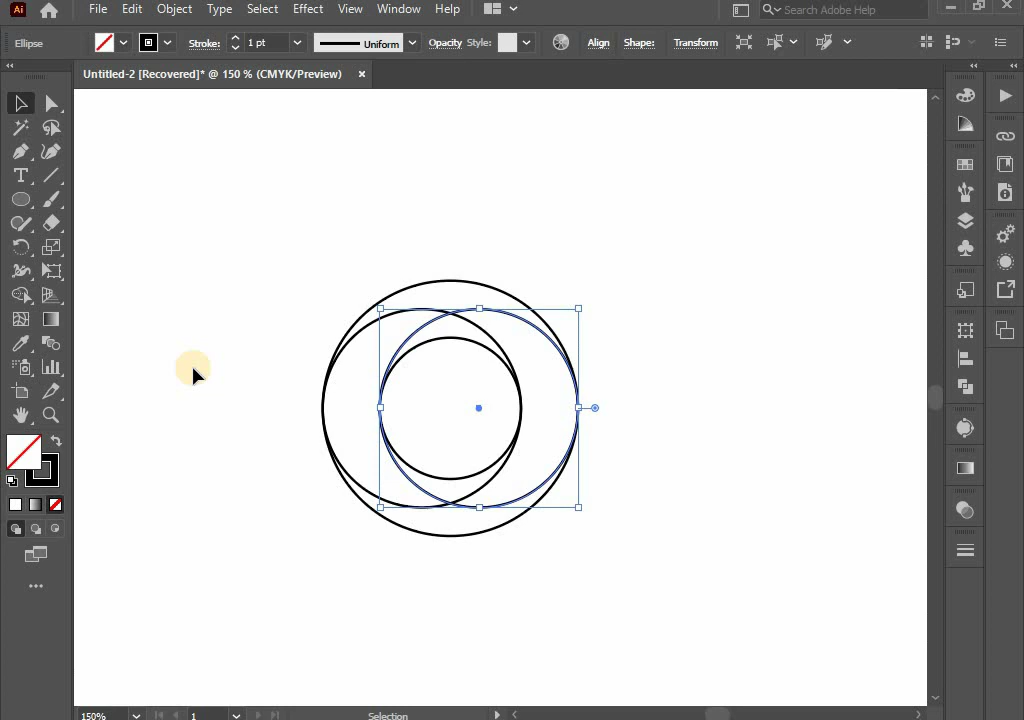 Ai File Edit Object Type Select Effect View Window Help Search Adobe Help
Ellipse Stroke: 1 pt Uniform Opacity Style: Align Shape: Transform
Untitled-2 [Recovered]* @ 150 % (CMYK/Preview) ×
T
150% 1 Selection